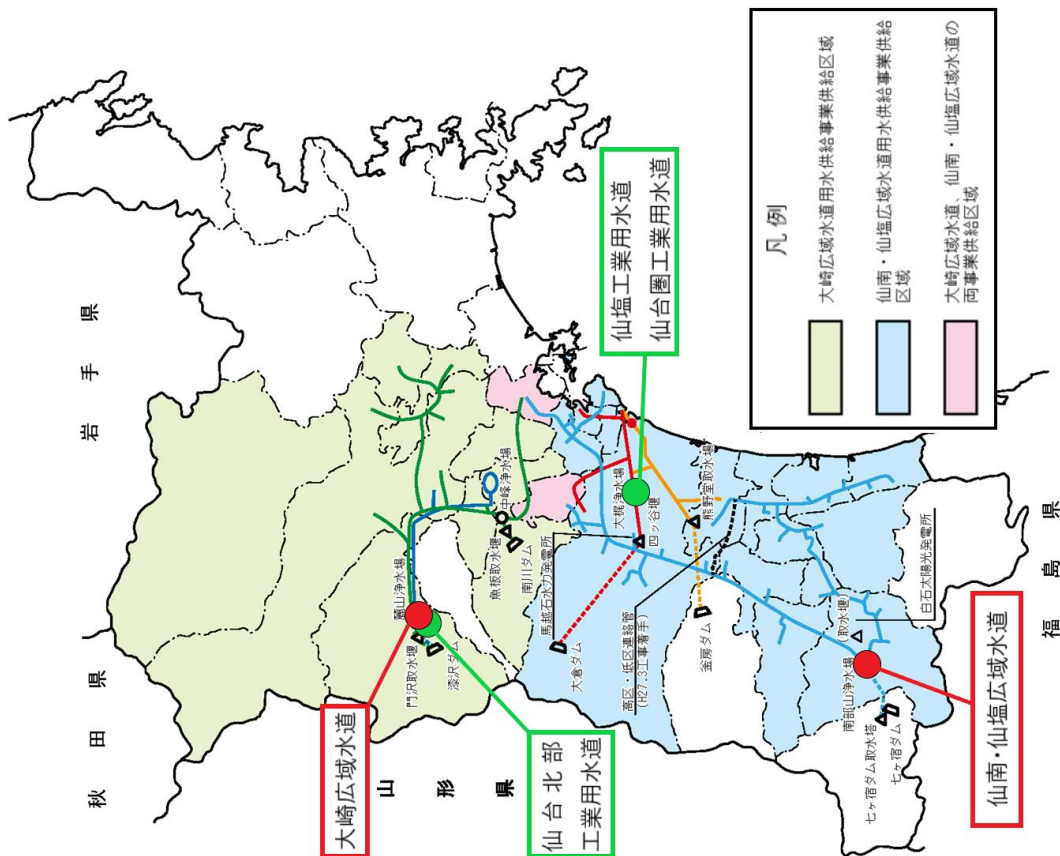 秋田県
岩手県
山形県
福島県
大崎広域水道
仙台北部
工業用水道
仙塩工業用水道
仙台圏工業用水道
仙南・仙塩広域水道
麓山浄水場
門沢取水堰
漆沢ダム
中峰浄水場
魚板取水堰
南川ダム
大梶浄水場
四ッ谷堰
馬越石水力発電所
大倉ダム
高区・低区連絡管
(H27.3工事着手)
熊野堂取水場
釜房ダム
白石太陽光発電所
南部山浄水場
(取水堰)
七ヶ宿ダム取水塔
七ヶ宿ダム
凡例
大崎広域水道用水供給事業供給区域
仙南・仙塩広域水道用水供給事業供給
区域
大崎広域水道、仙南・仙塩広域水道の
両事業供給区域